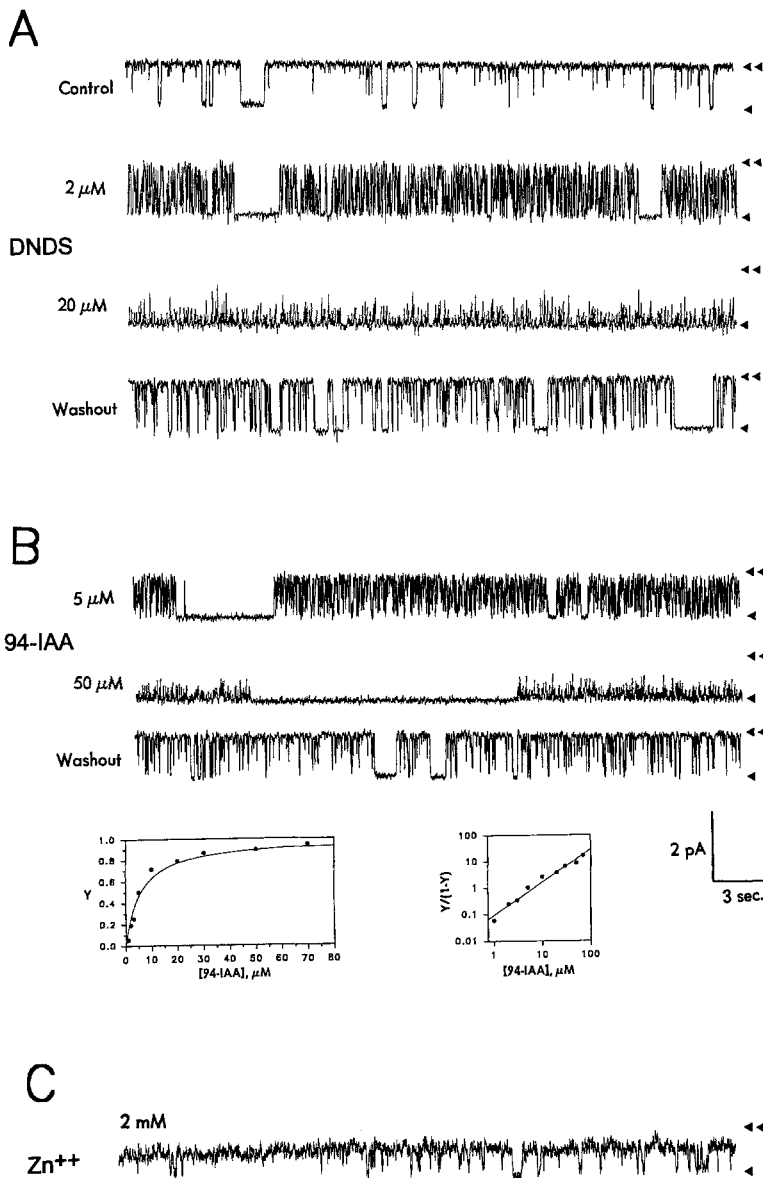 A
Control
2 μM
DNDS
20 μM
Washout
B
5 μM
94-IAA
50 μM
Washout
1.0
0.8
0.6
Y
0.4
0.2
0.0
0 10 20 30 40 50 60 70 80
[94-IAA], μM
100
10
Y/(1-Y)
1
0.1
0.01
1 10 100
[94-IAA], μM
2 pA
3 sec.
C
2 mM
Zn++